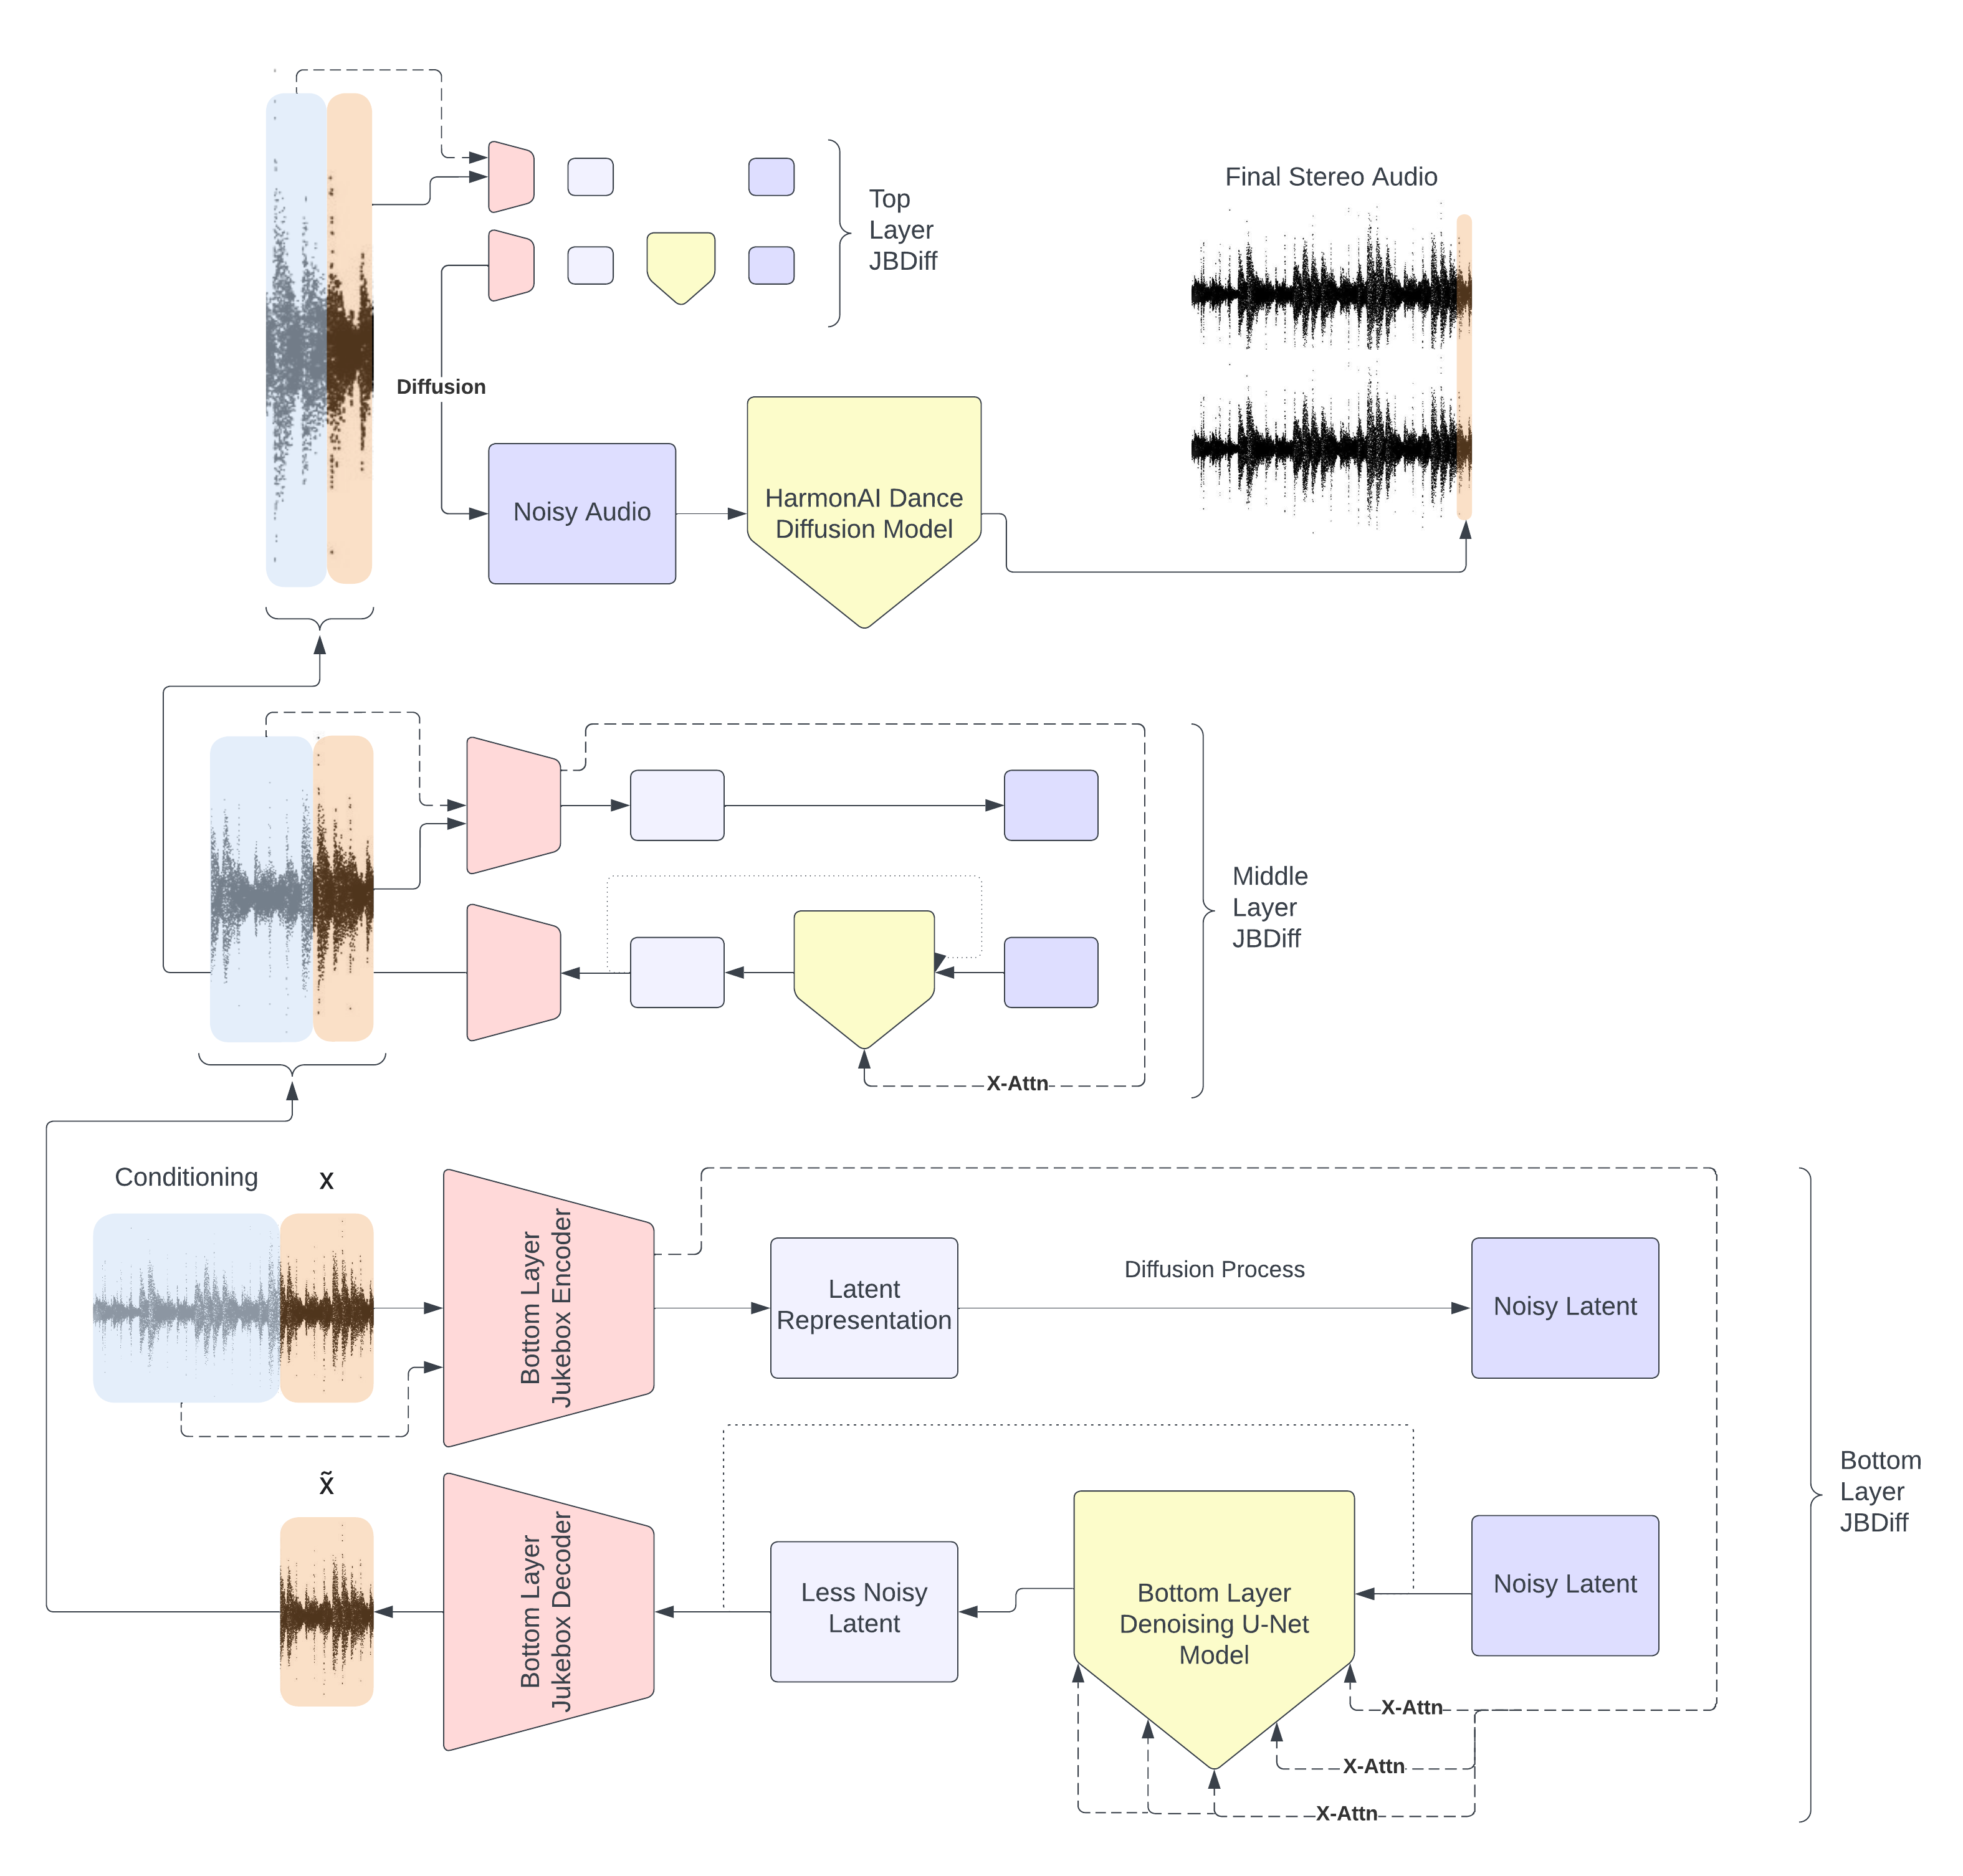 Top
Layer
JBDiff
Final Stereo Audio
Diffusion
Noisy Audio
HarmonAI Dance
Diffusion Model
Middle
Layer
JBDiff
X-Attn
Conditioning
X
Bottom Layer
Jukebox Encoder
Latent
Representation
Diffusion Process
Noisy Latent
X̃
Bottom Layer
Jukebox Decoder
Less Noisy
Latent
Bottom Layer
Denoising U-Net
Model
Noisy Latent
Bottom
Layer
JBDiff
X-Attn
X-Attn
X-Attn